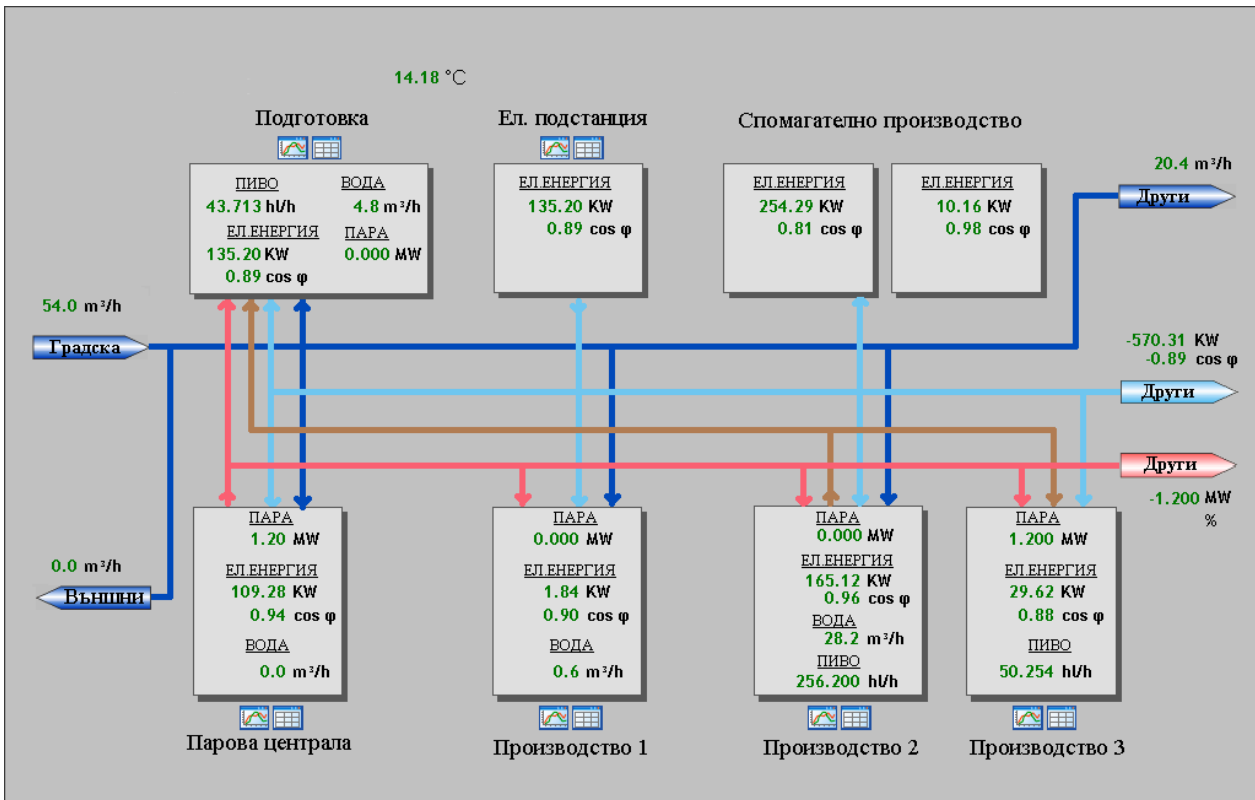 14.18 °C
Подготовка
Ел. подстанция
Спомагателно производство
ПИВО ВОДА
43.713 hl/h 4.8 m³/h
ЕЛ.ЕНЕРГИЯ ПАРА
135.20 KW 0.000 MW
0.89 cos φ
ЕЛ.ЕНЕРГИЯ
135.20 KW
0.89 cos φ
ЕЛ.ЕНЕРГИЯ
254.29 KW
0.81 cos φ
ЕЛ.ЕНЕРГИЯ
10.16 KW
0.98 cos φ
20.4 m³/h
Други
54.0 m³/h
Градска
-570.31 KW
-0.89 cos φ
Други
Други
-1.200 MW
%
0.0 m³/h
Външни
ПАРА
1.20 MW
ЕЛ.ЕНЕРГИЯ
109.28 KW
0.94 cos φ
ВОДА
0.0 m³/h
Парова централа
ПАРА
0.000 MW
ЕЛ.ЕНЕРГИЯ
1.84 KW
0.90 cos φ
ВОДА
0.6 m³/h
Производство 1
ПАРА
0.000 MW
ЕЛ.ЕНЕРГИЯ
165.12 KW
0.96 cos φ
ВОДА
28.2 m³/h
ПИВО
256.200 hl/h
Производство 2
ПАРА
1.200 MW
ЕЛ.ЕНЕРГИЯ
29.62 KW
0.88 cos φ
ПИВО
50.254 hl/h
Производство 3